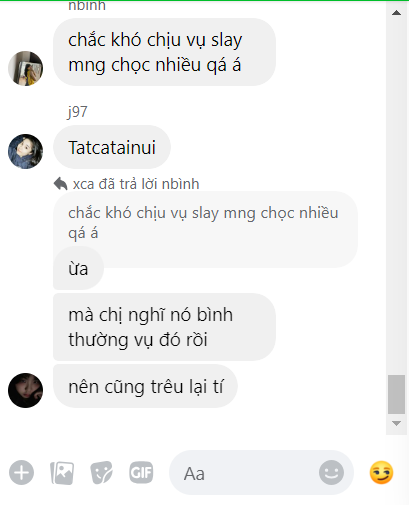 nbình
chắc khó chịu vụ slay
mng chọc nhiều qá á
j97
Tatcatainui
xca đã trả lời nbình
chắc khó chịu vụ slay mng chọc nhiều
qá á
ừa
mà chị nghĩ nó bình
thường vụ đó rồi
nên cũng trêu lại tí
GIF
Aa